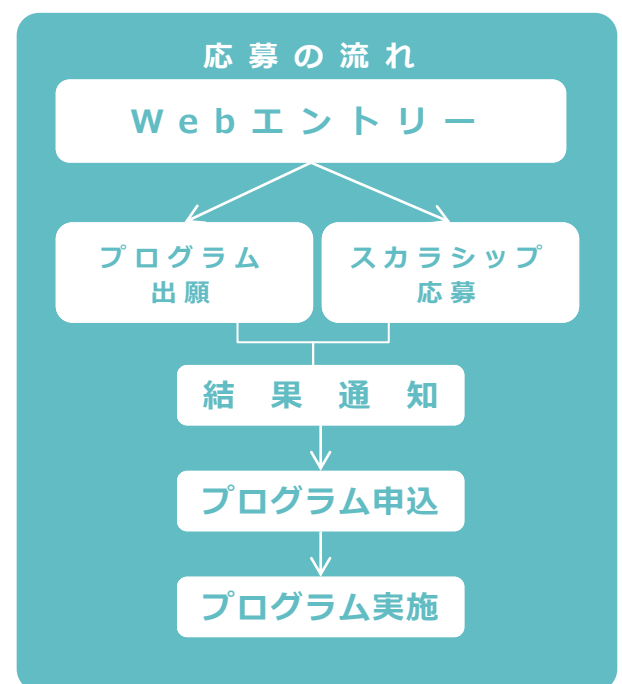 応募の流れ
Webエントリー
プログラム
出願
スカラシップ
応募
結果通知
プログラム申込
プログラム実施